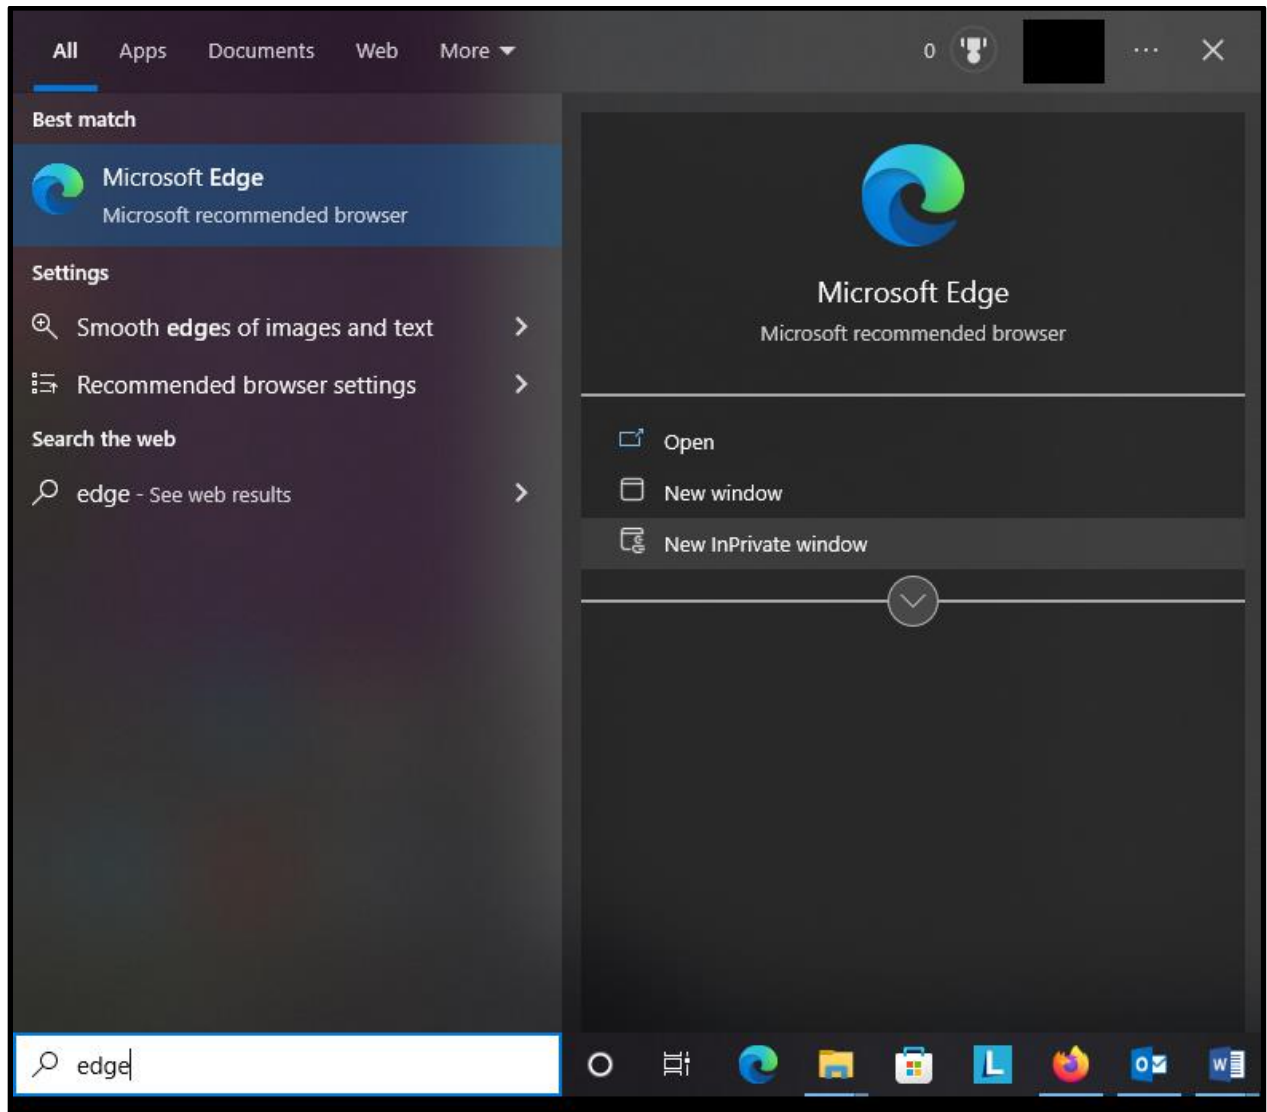 All Apps Documents Web More 0 ...
Best match
Microsoft Edge
Microsoft recommended browser
Settings
Smooth edges of images and text
Recommended browser settings
Search the web
edge - See web results
Microsoft Edge
Microsoft recommended browser
Open
New window
New InPrivate window
edge
L
O
W